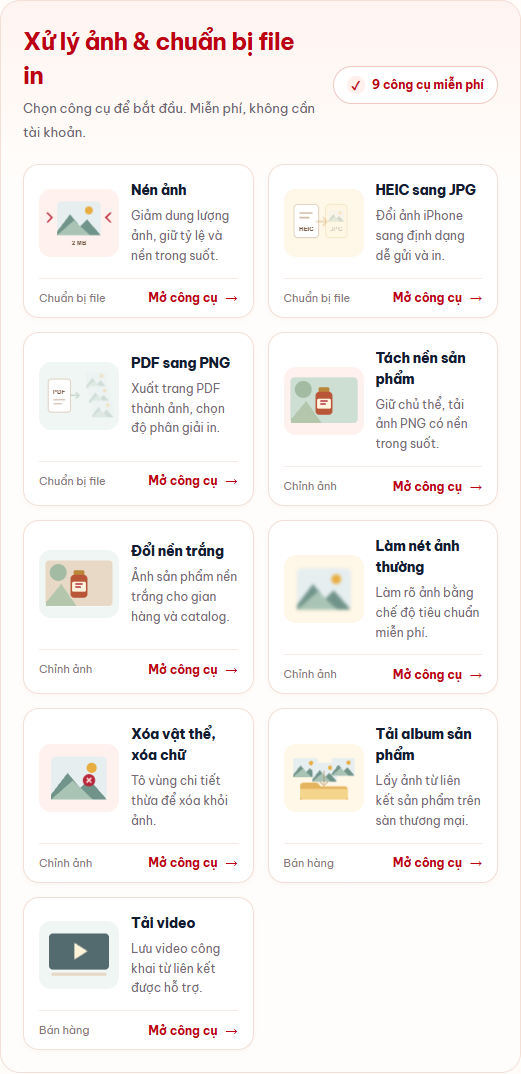 Xử lý ảnh & chuẩn bị file
in
Chọn công cụ để bắt đầu. Miễn phí, không cần
tài khoản.
9 công cụ miễn phí
2 MB
Nén ảnh
Giảm dung lượng
ảnh, giữ tỷ lệ và
nền trong suốt.
Chuẩn bị file
Mở công cụ →
HEIC
JPG
HEIC sang JPG
Đổi ảnh iPhone
sang định dạng
dễ gửi và in.
Chuẩn bị file
Mở công cụ →
PDF
PDF sang PNG
Xuất trang PDF
thành ảnh, chọn
độ phân giải in.
Chuẩn bị file
Mở công cụ →
Tách nền sản
phẩm
Giữ chủ thể, tải
ảnh PNG có nền
trong suốt.
Chỉnh ảnh
Mở công cụ →
Đổi nền trắng
Ảnh sản phẩm nền
trắng cho gian
hàng và catalog.
Chỉnh ảnh
Mở công cụ →
Làm nét ảnh
thường
Làm rõ ảnh bằng
chế độ tiêu chuẩn
miễn phí.
Chỉnh ảnh
Mở công cụ →
Xóa vật thể,
xóa chữ
Tô vùng chi tiết
thừa để xóa khỏi
ảnh.
Chỉnh ảnh
Mở công cụ →
Tải album sản
phẩm
Lấy ảnh từ liên
kết sản phẩm trên
sàn thương mại.
Bán hàng
Mở công cụ →
Tải video
Lưu video công
khai từ liên kết
được hỗ trợ.
Bán hàng
Mở công cụ →